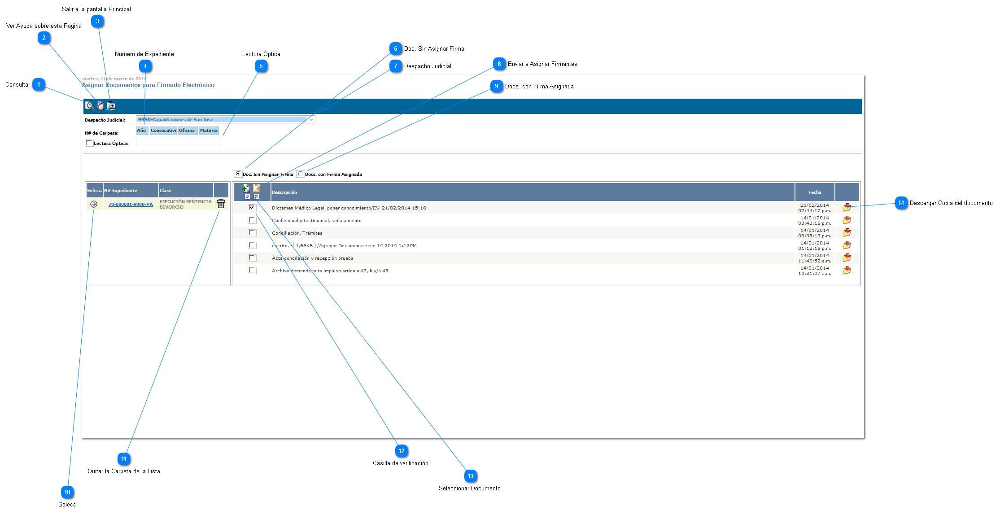 Salir a la pantalla Principal
3
Ver Ayuda sobre esta Pagina
2
6 Doc. Sin Asignar Firma
Numero de Expediente
4
Lectura Óptica
5
7 Despacho Judicial
8 Enviar a Asignar Firmantes
9 Docs. con Firma Asignada
Consultar 1
martes, 11 de marzo de 2014
Asignar Documentos para Firmado Electrónico
Despacho Judicial: 9990-Capacitaciones de San Jose
N# de Carpeta: Año Consecutivo Oficina Materia
Lectura Óptica:
Doc. Sin Asignar Firma Docs. con Firma Asignada
Selecc. N# Expediente Clase
70-000001-9990-PA EJECUCIÓN SENTENCIA
DIVORCIO
Descripción Fecha
Dictamen Médico Legal, poner conocimiento/EV-21/02/2014 15:10 21/02/2014
02:44:17 p.m.
Confesional y testimonial, señalamiento 14/01/2014
03:43:18 p.m.
Conciliación, Trámites 14/01/2014
03:39:13 p.m.
escrito, -[ 1,66KB ] /Agregar Documento -ene 14 2014 1:12PM 14/01/2014
01:12:18 p.m.
Acta concilación y recepción prueba 14/01/2014
11:40:52 a.m.
Archivo demanda falta impulso artículo 47, b y/o 49 14/01/2014
10:31:07 a.m.
14 Descargar Copia del documento
12
Casilla de verificación
11
Quitar la Carpeta de la Lista
13
Seleccionar Documento
10
Selecc